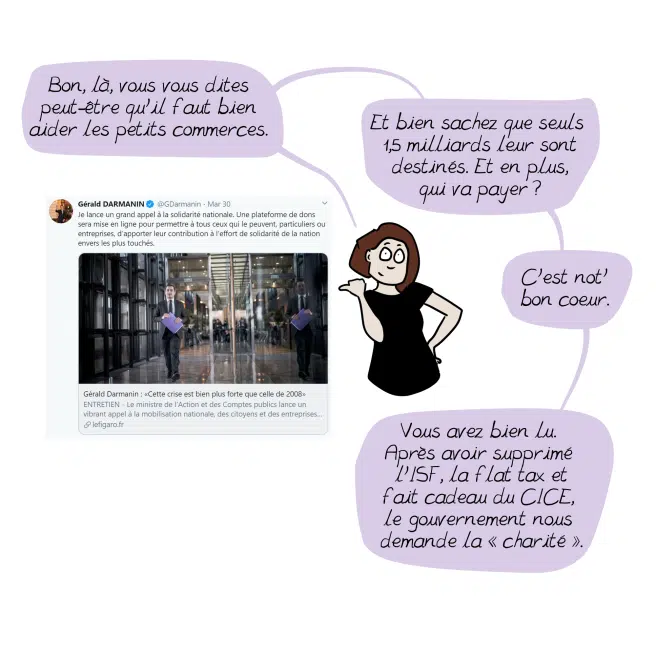 Bon, là, vous vous dites
peut-être qu'il faut bien
aider les petits commerces.
Et bien sachez que seuls
1,5 milliards leur sont
destinés. Et en plus,
qui va payer ?
Gérald DARMANIN @GDarmanin · Mar 30
Je lance un grand appel à la solidarité nationale. Une plateforme de dons
sera mise en ligne pour permettre à tous ceux qui le peuvent, particuliers ou
entreprises, d'apporter leur contribution à l'effort de solidarité de la nation
envers les plus touchés.
Gérald Darmanin : «Cette crise est bien plus forte que celle de 2008»
ENTRETIEN - Le ministre de l'Action et des Comptes publics lance un
vibrant appel à la mobilisation nationale, des citoyens et des entreprises...
lefigaro.fr
C'est not'
bon coeur.
Vous avez bien lu.
Après avoir supprimé
l'ISF, la flat tax et
fait cadeau du CICE,
le gouvernement nous
demande la « charité ».